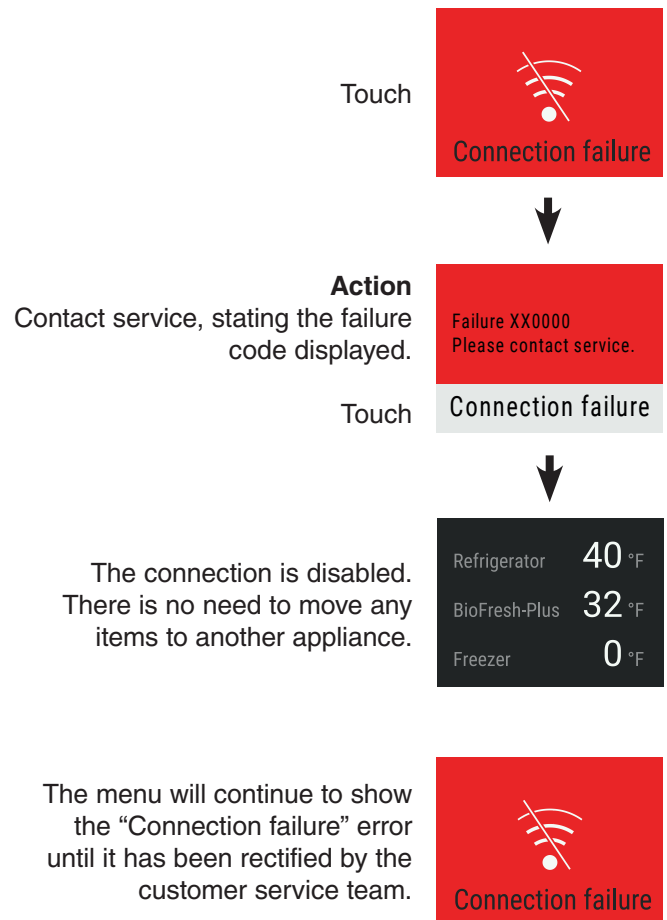 Touch
Connection failure
Action
Contact service, stating the failure
code displayed.
Failure XX0000
Please contact service.
Touch
Connection failure
The connection is disabled.
There is no need to move any
items to another appliance.
Refrigerator 40 °F
BioFresh-Plus 32 °F
Freezer 0 °F
The menu will continue to show
the “Connection failure” error
until it has been rectified by the
customer service team.
Connection failure